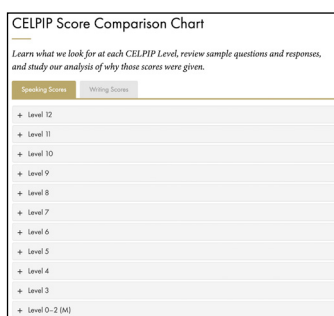 CELPIP Score Comparison Chart
Learn what we look for at each CELPIP Level, review sample questions and responses,
and study our analysis of why those scores were given.
Speaking Scores Writing Scores
+ Level 12
+ Level 11
+ Level 10
+ Level 9
+ Level 8
+ Level 7
+ Level 6
+ Level 5
+ Level 4
+ Level 3
+ Level 0–2 (M)